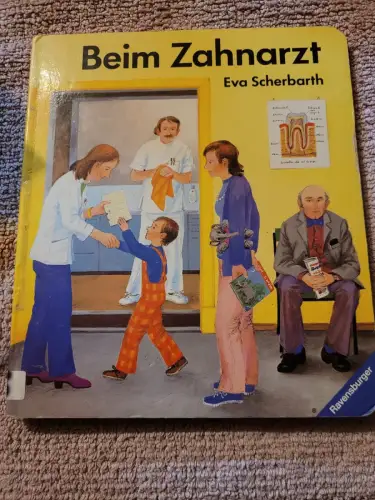 Beim Zahnarzt
Eva Scherbarth
Ravensburger